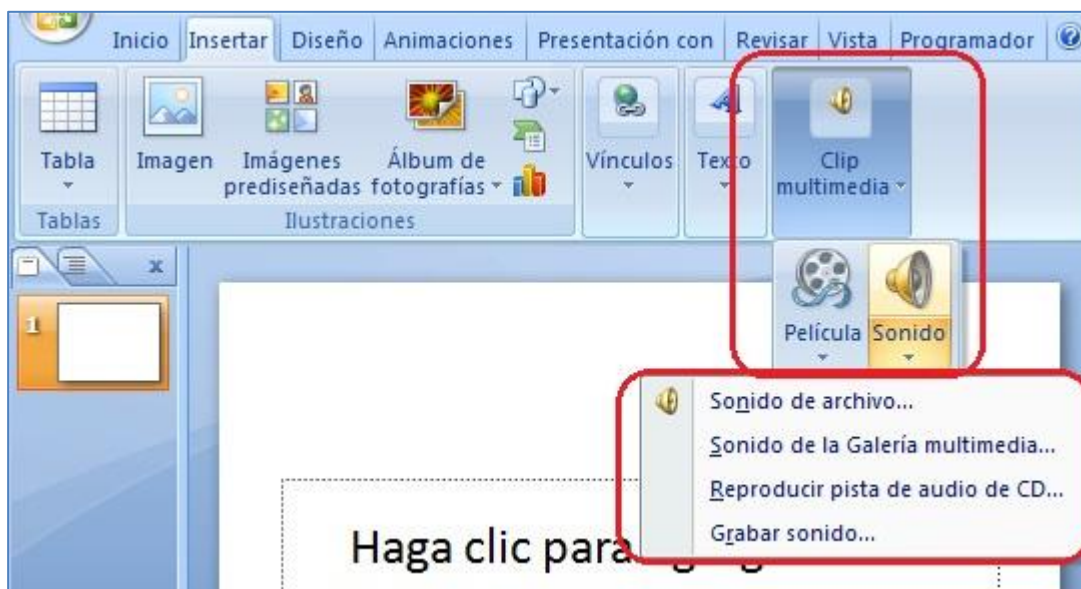 Inicio Insertar Diseño Animaciones Presentación con Revisar Vista Programador
Tabla
Imagen
Imágenes
prediseñadas
Álbum de
fotografías
Vínculos
Texto
Clip
multimedia
Tablas
Ilustraciones
1
Película
Sonido
Sonido de archivo...
Sonido de la Galería multimedia...
Reproducir pista de audio de CD...
Grabar sonido...
Haga clic para